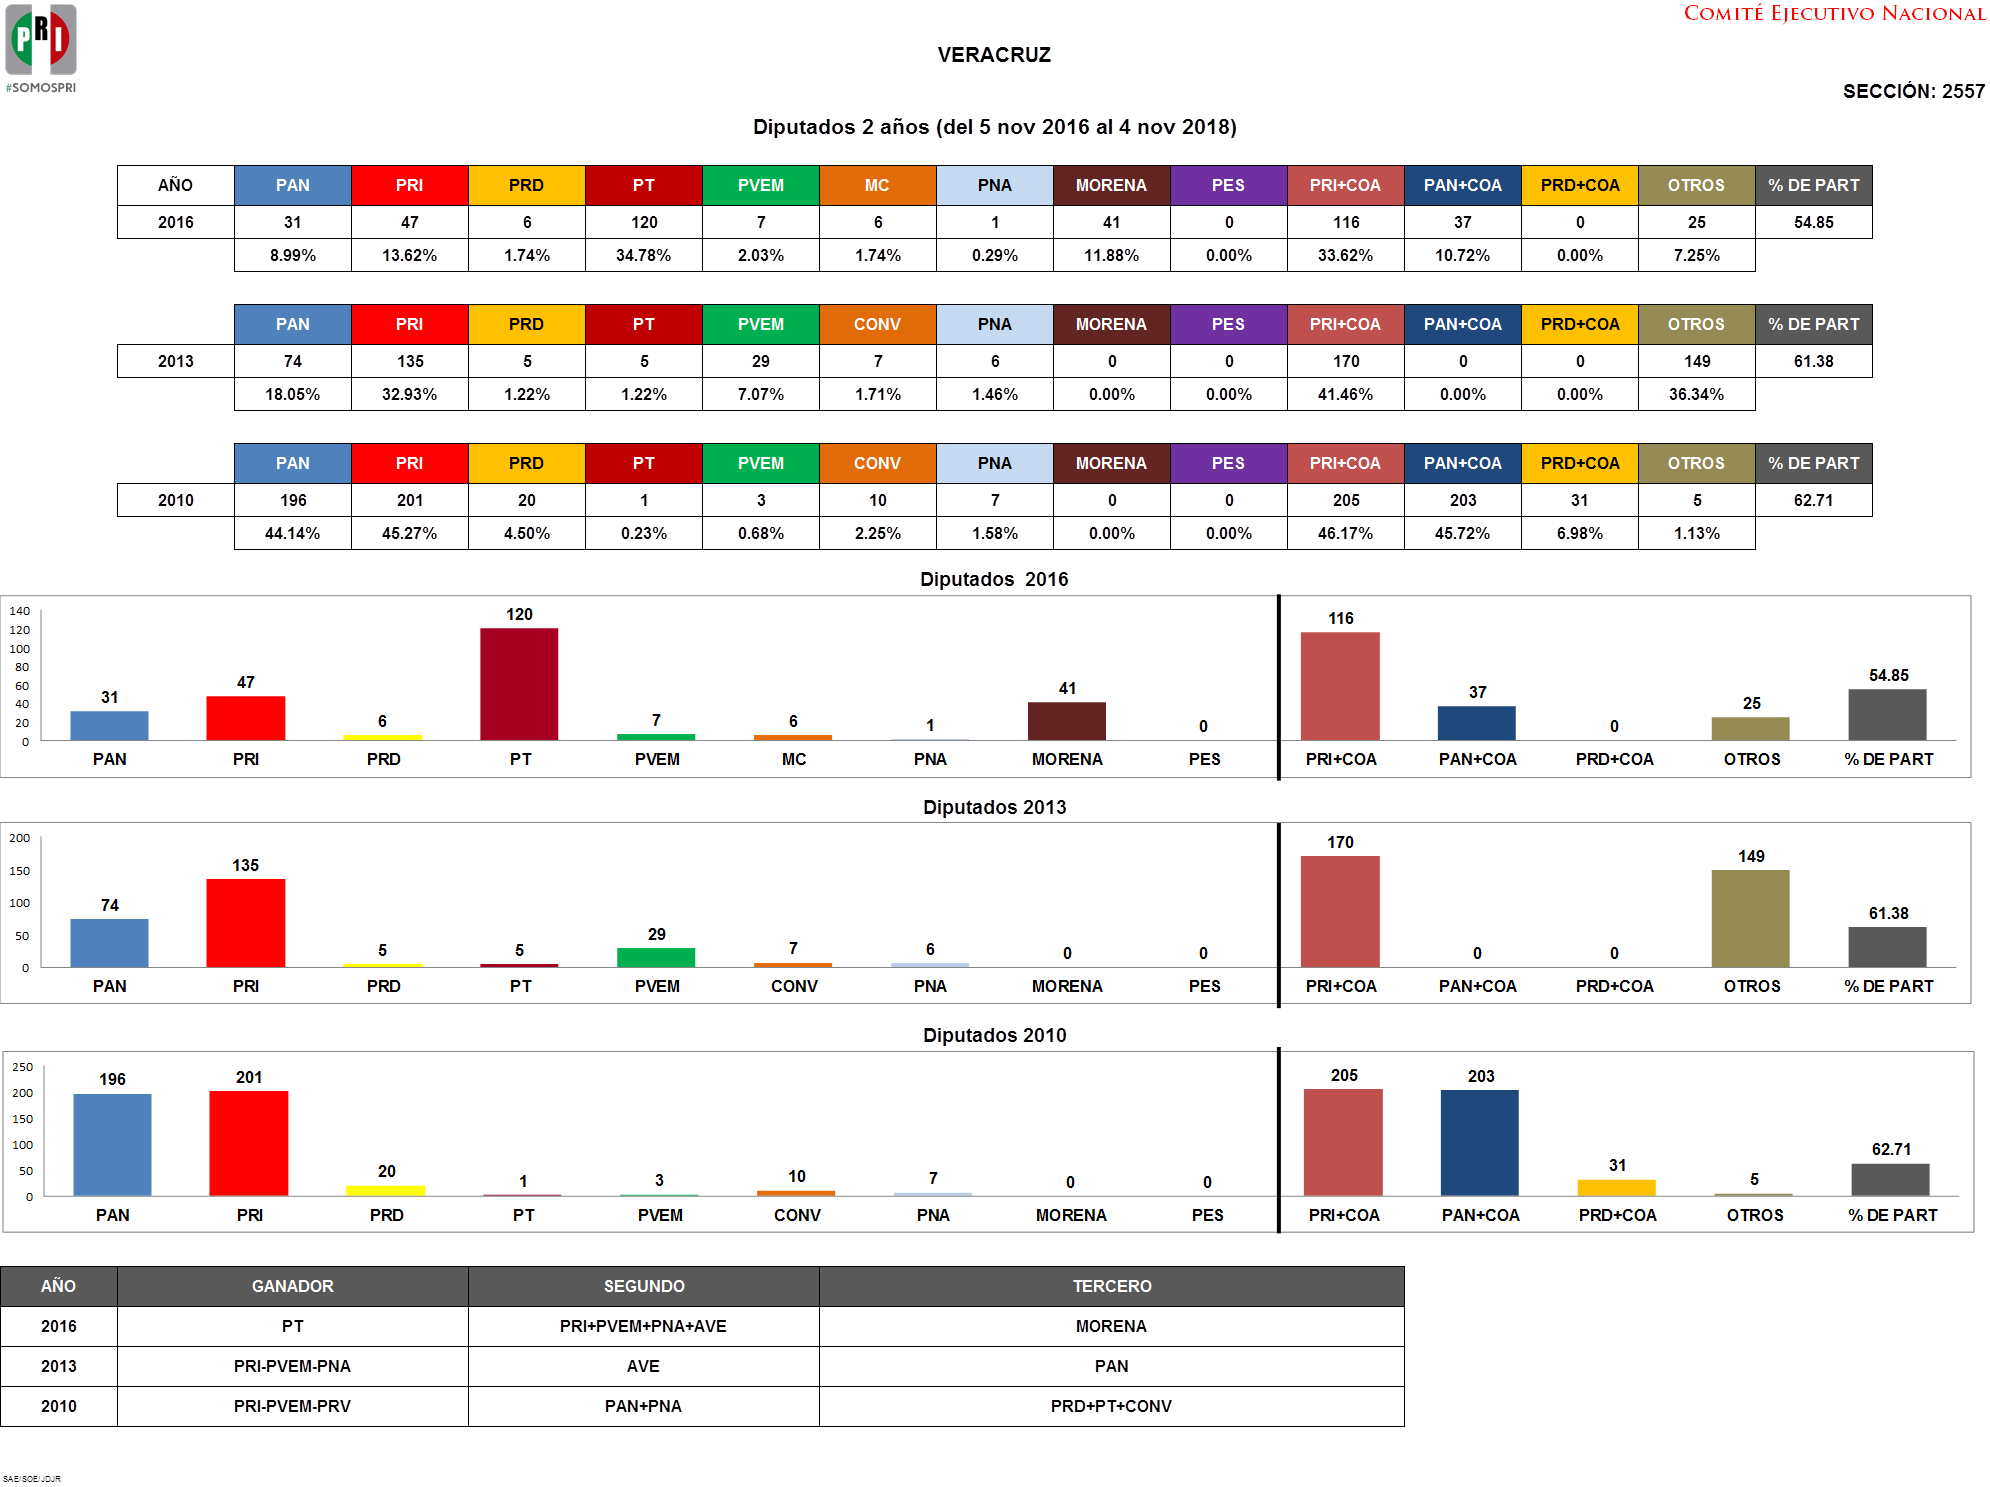 COMITÉ EJECUTIVO NACIONAL
PRI
#SOMOSPRI
VERACRUZ
SECCIÓN: 2557
Diputados 2 años (del 5 nov 2016 al 4 nov 2018)
AÑO PAN PRI PRD PT PVEM MC PNA MORENA PES PRI+COA PAN+COA PRD+COA OTROS % DE PART
2016 31 47 6 120 7 6 1 41 0 116 37 0 25 54.85
8.99% 13.62% 1.74% 34.78% 2.03% 1.74% 0.29% 11.88% 0.00% 33.62% 10.72% 0.00% 7.25%
PAN PRI PRD PT PVEM CONV PNA MORENA PES PRI+COA PAN+COA PRD+COA OTROS % DE PART
2013 74 135 5 5 29 7 6 0 0 170 0 0 149 61.38
18.05% 32.93% 1.22% 1.22% 7.07% 1.71% 1.46% 0.00% 0.00% 41.46% 0.00% 0.00% 36.34%
PAN PRI PRD PT PVEM CONV PNA MORENA PES PRI+COA PAN+COA PRD+COA OTROS % DE PART
2010 196 201 20 1 3 10 7 0 0 205 203 31 5 62.71
44.14% 45.27% 4.50% 0.23% 0.68% 2.25% 1.58% 0.00% 0.00% 46.17% 45.72% 6.98% 1.13%
Diputados 2016
140
120
100
80
60
40
20
0
31 47 6 120 7 6 1 41 0 116 37 0 25 54.85
PAN PRI PRD PT PVEM MC PNA MORENA PES PRI+COA PAN+COA PRD+COA OTROS % DE PART
Diputados 2013
200
150
100
50
0
74 135 5 5 29 7 6 0 0 170 0 0 149 61.38
PAN PRI PRD PT PVEM CONV PNA MORENA PES PRI+COA PAN+COA PRD+COA OTROS % DE PART
Diputados 2010
250
200
150
100
50
0
196 201 20 1 3 10 7 0 0 205 203 31 5 62.71
PAN PRI PRD PT PVEM CONV PNA MORENA PES PRI+COA PAN+COA PRD+COA OTROS % DE PART
AÑO GANADOR SEGUNDO TERCERO
2016 PT PRI+PVEM+PNA+AVE MORENA
2013 PRI-PVEM-PNA AVE PAN
2010 PRI-PVEM-PRV PAN+PNA PRD+PT+CONV
SAE/SOE/JDJR